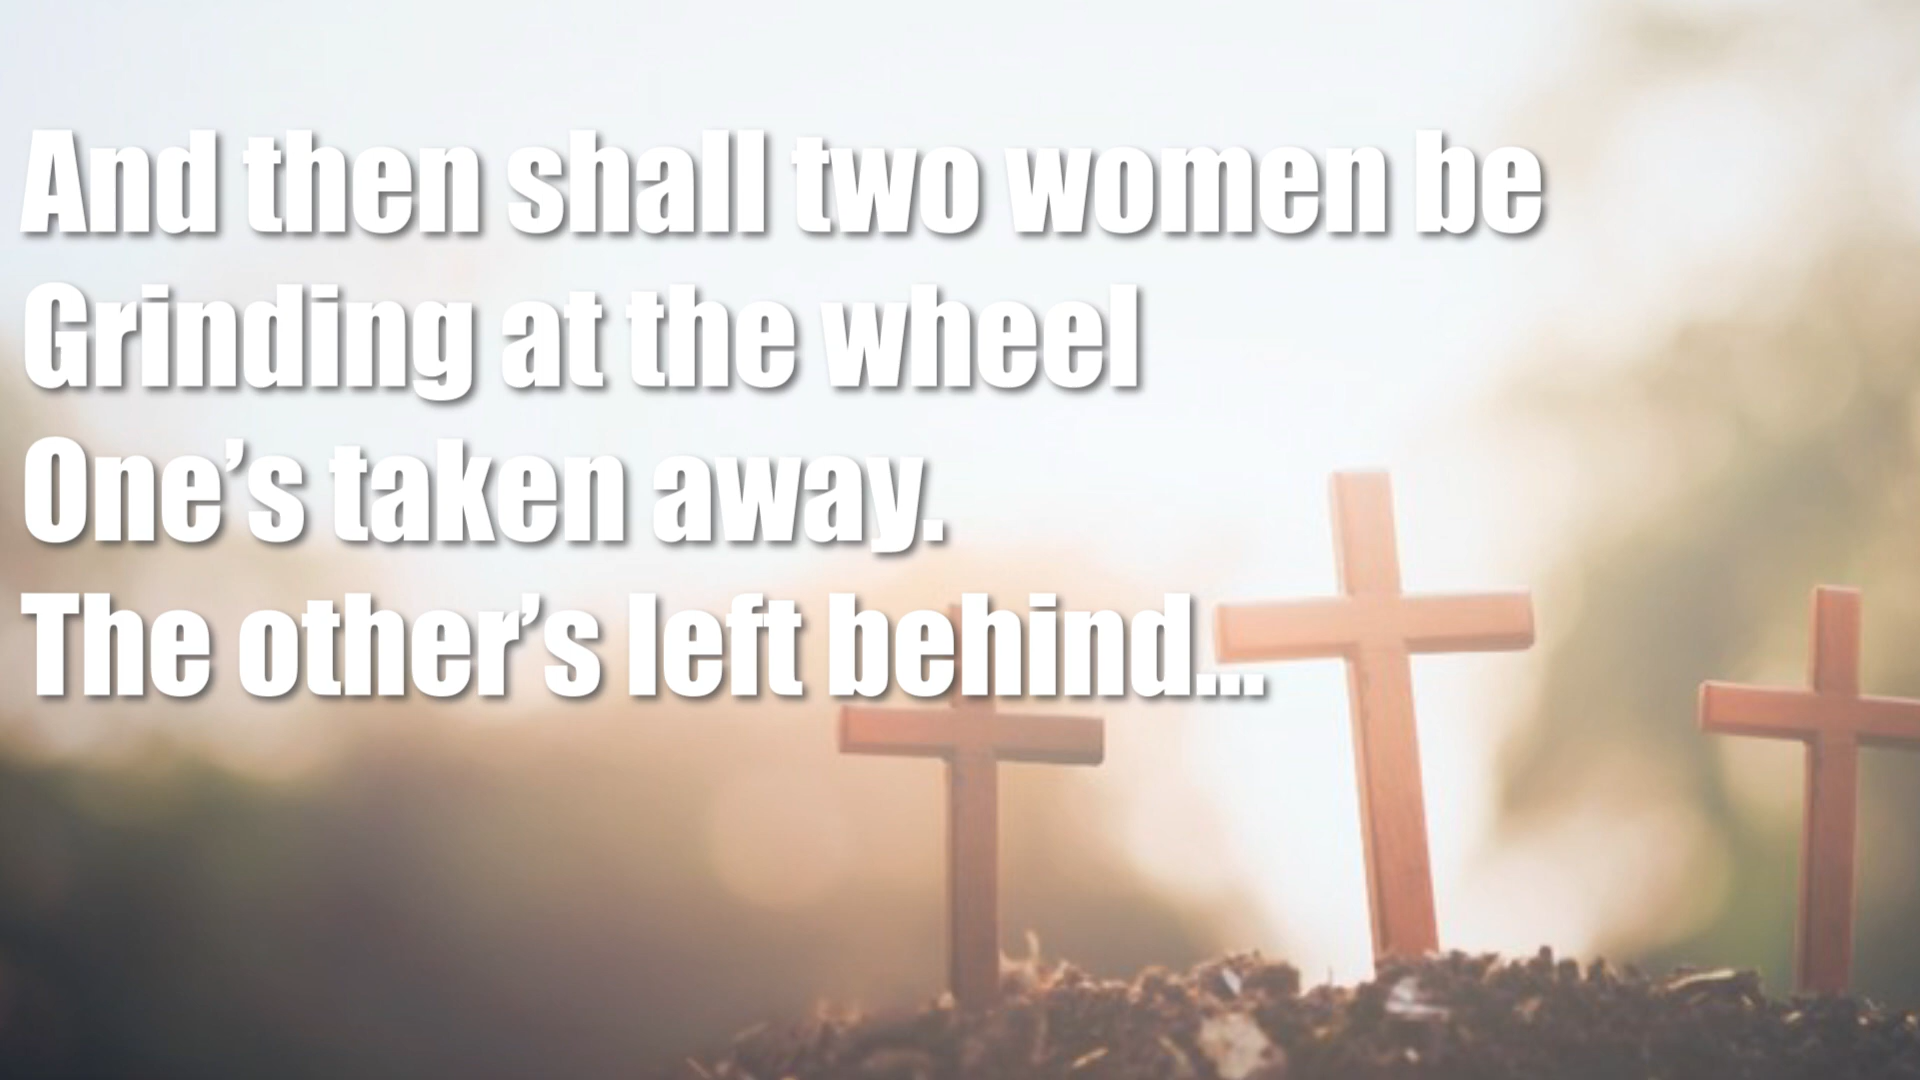 And then shall two women be
Grinding at the wheel
One’s taken away.
The other’s left behind...